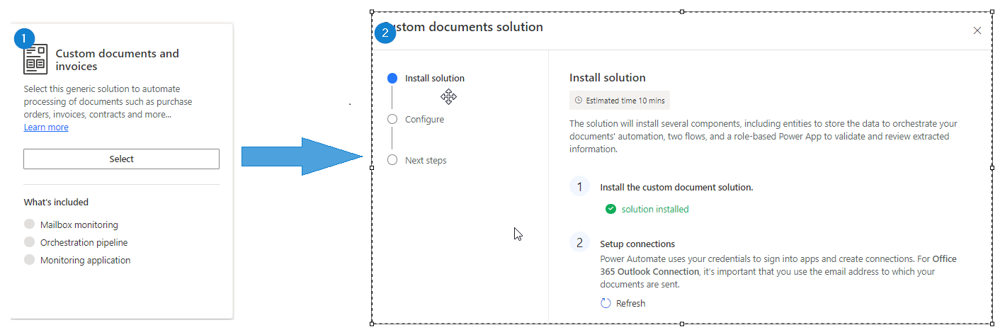 1
Custom documents and
invoices
Select this generic solution to automate
processing of documents such as purchase
orders, invoices, contracts and more...
Learn more
Select
What's included
Mailbox monitoring
Orchestration pipeline
Monitoring application
2
ustom documents solution
Install solution
Configure
Next steps
Install solution
Estimated time 10 mins
The solution will install several components, including entities to store the data to orchestrate your
documents' automation, two flows, and a role-based Power App to validate and review extracted
information.
1 Install the custom document solution.
solution installed
2 Setup connections
Power Automate uses your credentials to sign into apps and create connections. For Office
365 Outlook Connection, it's important that you use the email address to which your
documents are sent.
Refresh